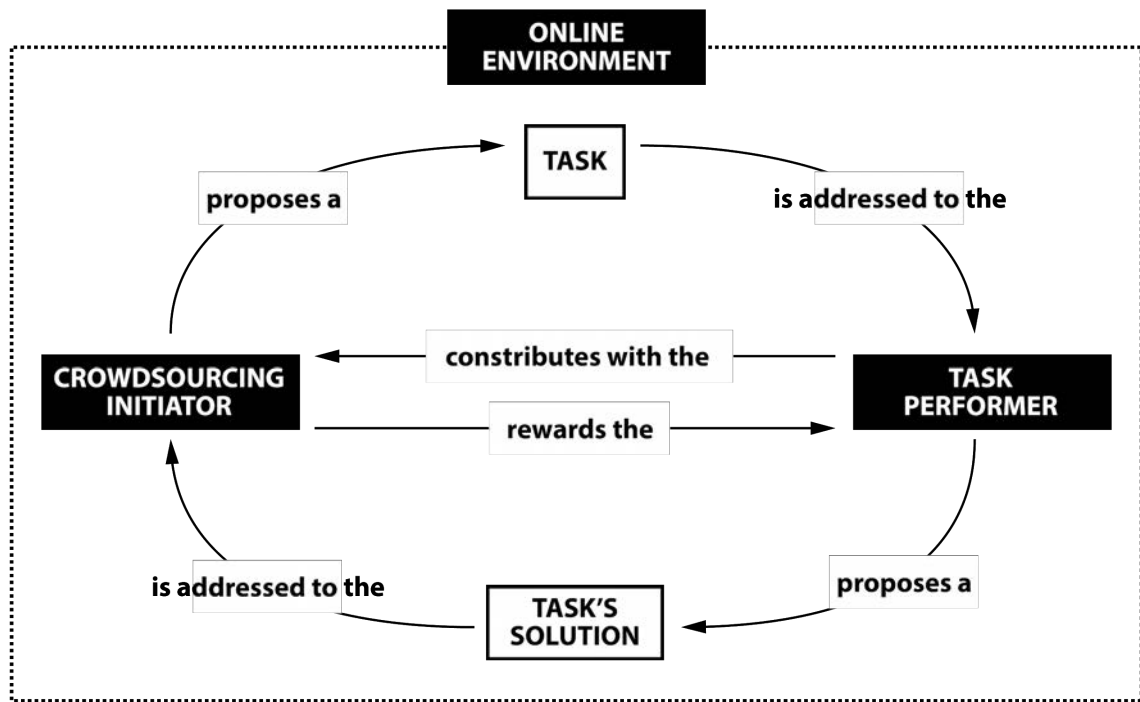 ONLINE
ENVIRONMENT
TASK
proposes a
is addressed to the
constributes with the
CROWDSOURCING
INITIATOR
TASK
PERFORMER
rewards the
is addressed to the
proposes a
TASK'S
SOLUTION